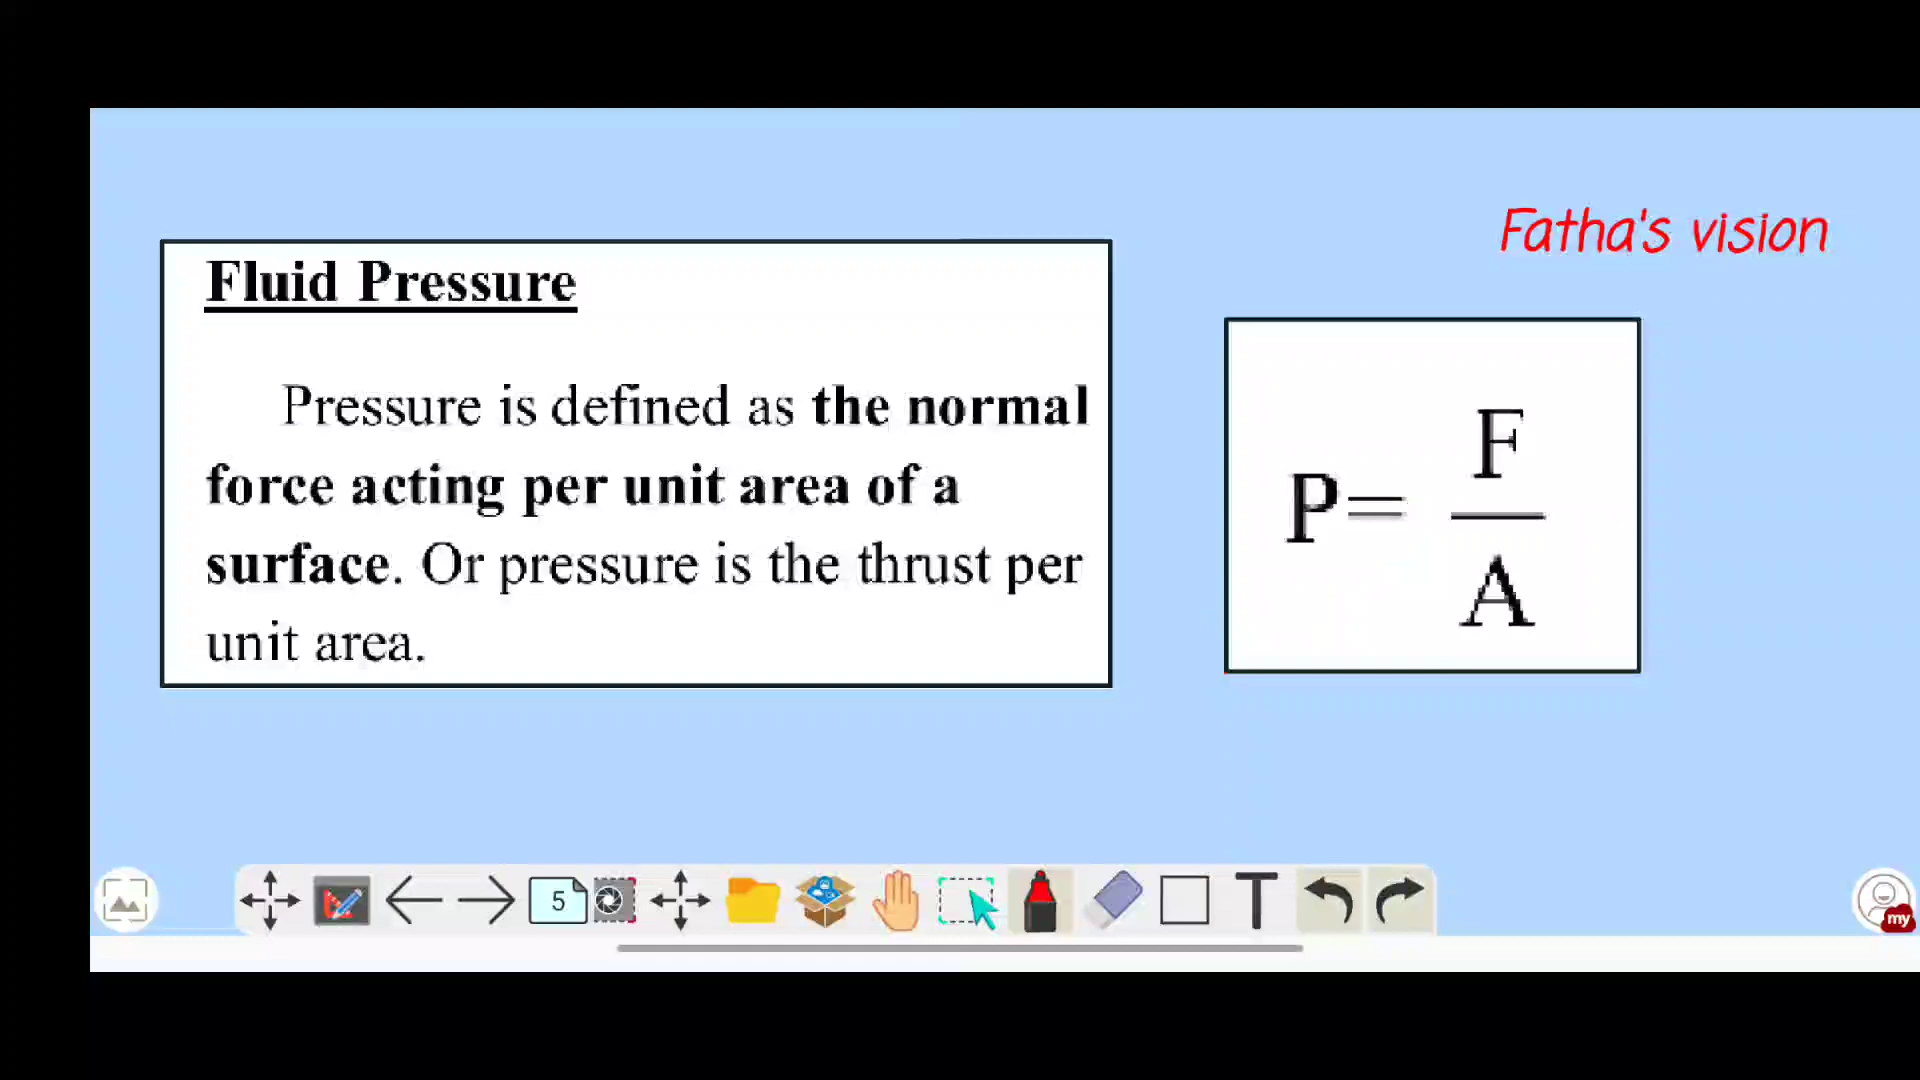 Fatha's vision
Fluid Pressure
Pressure is defined as the normal
force acting per unit area of a
surface. Or pressure is the thrust per
unit area.
P= F
A
5
T
my